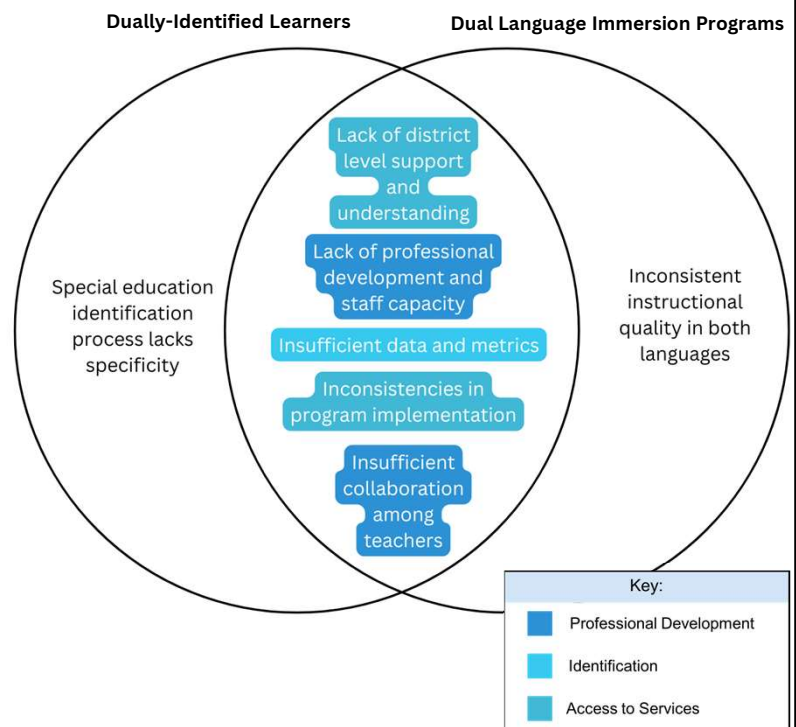 Dually-Identified Learners
Dual Language Immersion Programs
Lack of district
level support
and
understanding
Lack of professional
development and
staff capacity
Insufficient data and metrics
Inconsistencies in
program implementation
Insufficient
collaboration
among
teachers
Special education
identification
process lacks
specificity
Inconsistent
instructional
quality in both
languages
Key:
Professional Development
Identification
Access to Services